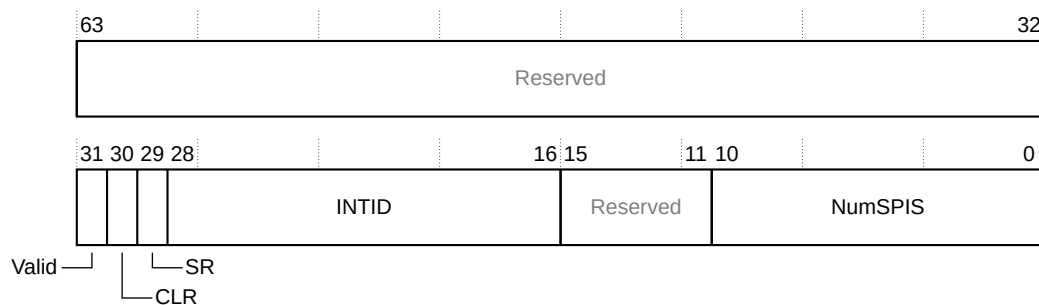 63 32
Reserved
31 30 29 28 16 15 11 10 0
INTID Reserved NumSPIS
Valid SR
CLR